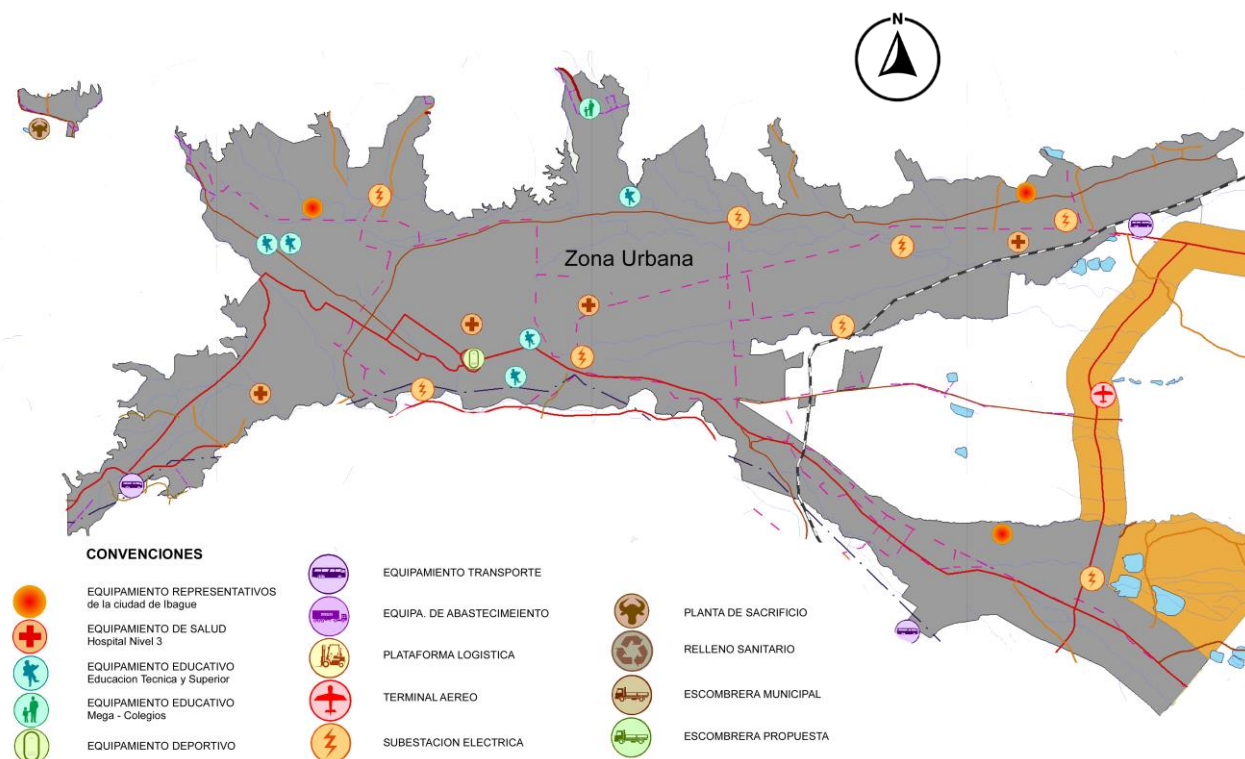 N
Zona Urbana
CONVENCIONES
EQUIPAMIENTO REPRESENTATIVOS
de la ciudad de Ibague
EQUIPAMIENTO DE SALUD
Hospital Nivel 3
EQUIPAMIENTO EDUCATIVO
Educacion Tecnica y Superior
EQUIPAMIENTO EDUCATIVO
Mega - Colegios
EQUIPAMIENTO DEPORTIVO
EQUIPAMIENTO TRANSPORTE
EQUIPA. DE ABASTECIMEIENTO
PLATAFORMA LOGISTICA
TERMINAL AEREO
SUBESTACION ELECTRICA
PLANTA DE SACRIFICIO
RELLENO SANITARIO
ESCOMBRERA MUNICIPAL
ESCOMBRERA PROPUESTA